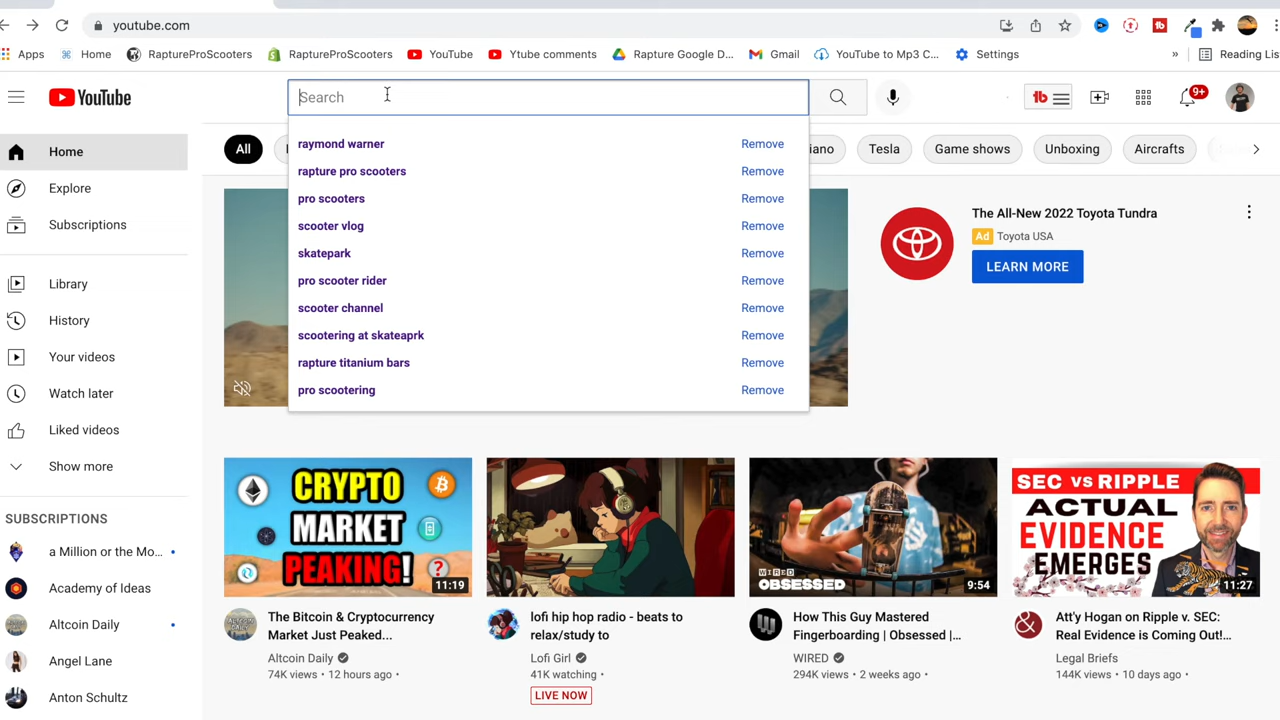 youtube.com
Apps Home RaptureProScooters RaptureProScooters YouTube Ytube comments Rapture Google D... Gmail YouTube to Mp3 C... Settings » Reading Lis
YouTube Search 9+
Home
Explore
Subscriptions
Library
History
Your videos
Watch later
Liked videos
Show more
SUBSCRIPTIONS
a Million or the Mo...
Academy of Ideas
Altcoin Daily
Angel Lane
Anton Schultz
raymond warner Remove
rapture pro scooters Remove
pro scooters Remove
scooter vlog Remove
skatepark Remove
pro scooter rider Remove
scooter channel Remove
scootering at skateaprk Remove
rapture titanium bars Remove
pro scootering Remove
All iano Tesla Game shows Unboxing Aircrafts
The All-New 2022 Toyota Tundra
Ad Toyota USA
LEARN MORE
CRYPTO
MARKET
PEAKING!
11:19
The Bitcoin & Cryptocurrency
Market Just Peaked...
Altcoin Daily
74K views • 12 hours ago •
lofi hip hop radio - beats to
relax/study to
Lofi Girl
41K watching •
LIVE NOW
WIRED
OBSESSED
9:54
How This Guy Mastered
Fingerboarding | Obsessed |...
WIRED
294K views • 2 weeks ago •
SEC VS RIPPLE
ACTUAL
EVIDENCE
EMERGES
11:27
Att'y Hogan on Ripple v. SEC:
Real Evidence is Coming Out!...
Legal Briefs
144K views • 10 days ago •